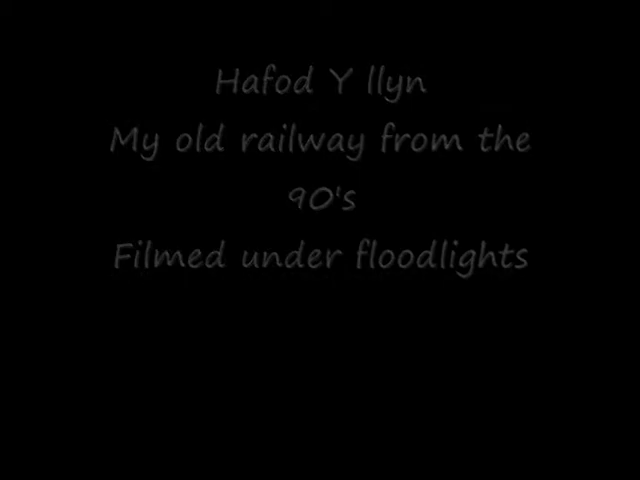 Hafod Y llyn
My old railway from the
90's
Filmed under floodlights